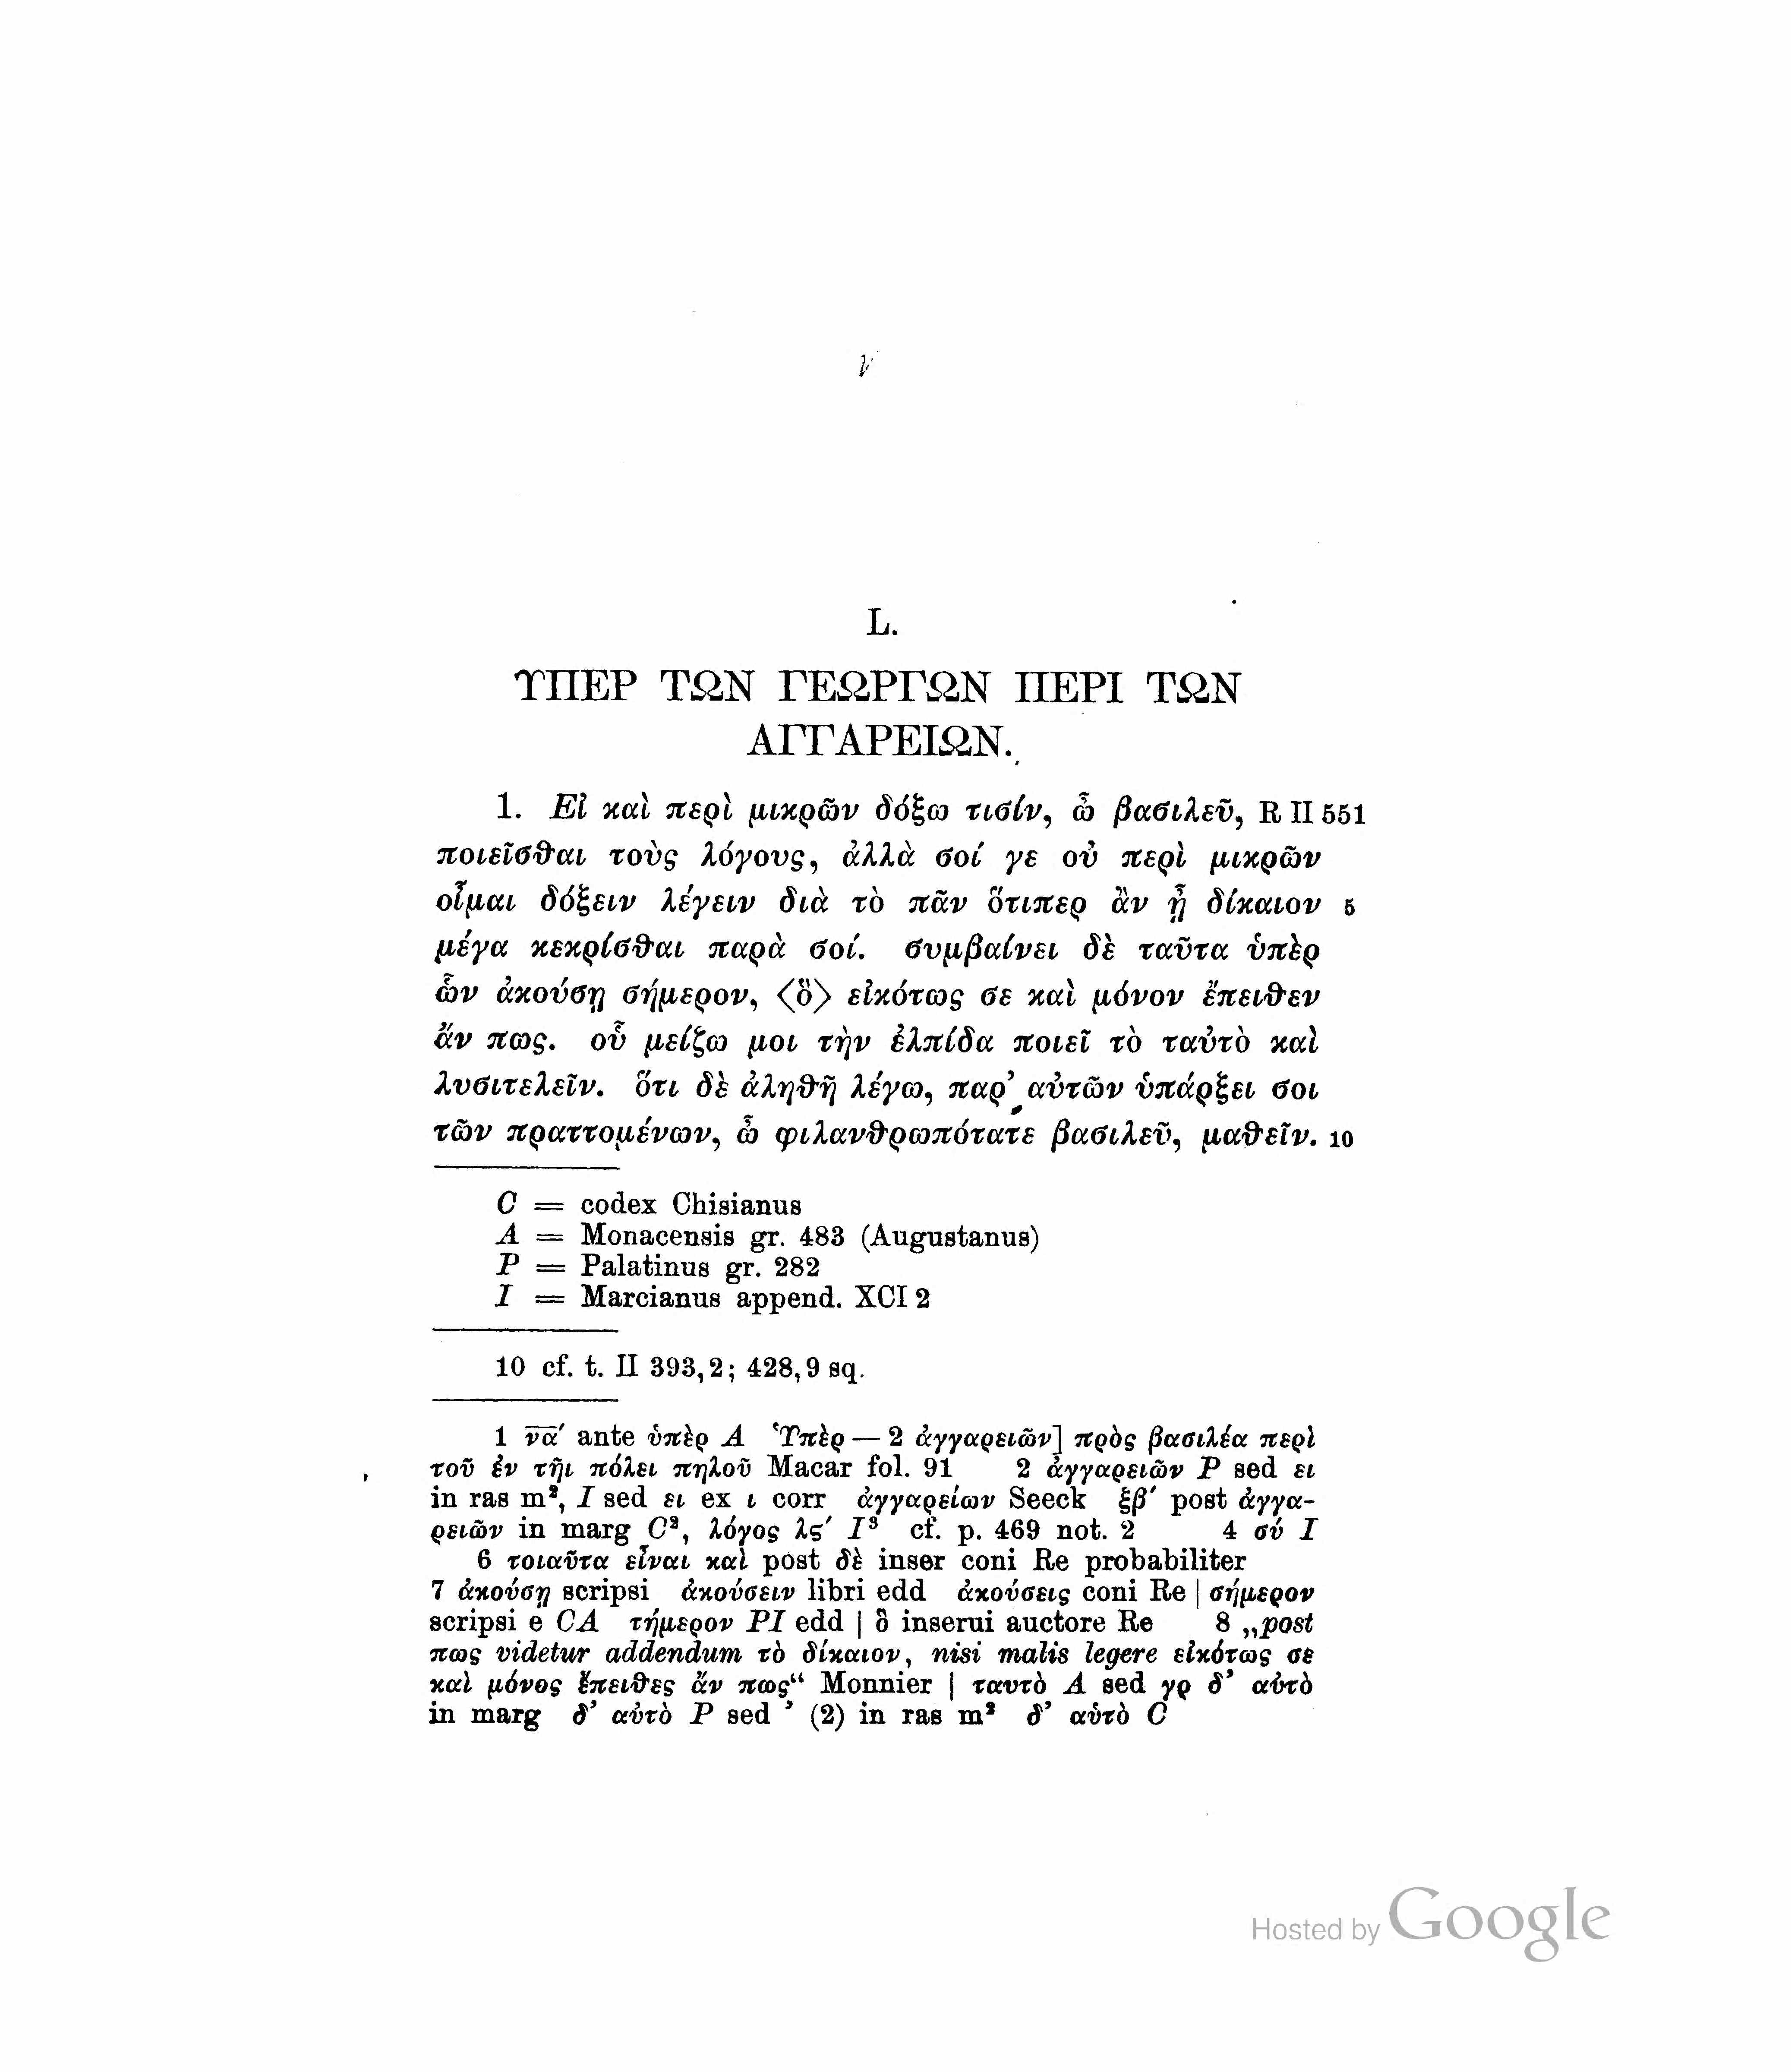 L.
ΥΠΕΡ ΤΩΝ ΓΕΩΡΓΩΝ ΠΕΡΙ ΤΩΝ
ΑΓΓΑΡΕΙΩΝ.
1. Εἰ καὶ περὶ μικρῶν δόξω τισίν, ὦ βασιλεῦ, R II 551
ποιεῖσθαι τοὺς λόγους, ἀλλὰ σοί γε οὐ περὶ μικρῶν
οἶμαι δόξειν λέγειν διὰ τὸ πᾶν ὅτιπερ ἂν ᾖ δίκαιον 5
μέγα κεκρίσθαι παρὰ σοί. συμβαίνει δὲ ταῦτα ὑπὲρ
ὧν ἀκούσῃ σήμερον, ⟨ὃ⟩ εἰκότως σε καὶ μόνον ἔπειθεν
ἄν πως. οὗ μείζω μοι τὴν ἐλπίδα ποιεῖ τὸ ταὐτὸ καὶ
λυσιτελεῖν. ὅτι δὲ ἀληθῆ λέγω, παρ’ αὐτῶν ὑπάρξει σοι
τῶν πραττομένων, ὦ φιλανθρωπότατε βασιλεῦ, μαθεῖν. 10
C = codex Chisianus
A = Monacensis gr. 483 (Augustanus)
P = Palatinus gr. 282
I = Marcianus append. XCI 2
10 cf. t. II 393,2; 428,9 sq.
1 ν̅α̅′ ante ὑπὲρ A Ὑπὲρ — 2 ἀγγαρειῶν] πρὸς βασιλέα περὶ
τοῦ ἐν τῆι πόλει πηλοῦ Macar fol. 91 2 ἀγγαρειῶν P sed ει
in ras m², I sed ει ex ι corr ἀγγαρείων Seeck ξβ′ post ἀγγα-
ρειῶν in marg C², λόγος λς′ I³ cf. p. 469 not. 2 4 σύ I
6 τοιαῦτα εἶναι καὶ post δὲ inser coni Re probabiliter
7 ἀκούσῃ scripsi ἀκούσειν libri edd ἀκούσεις coni Re | σήμερον
scripsi e CA τήμερον PI edd | ὃ inserui auctore Re 8 „post
πως videtur addendum τὸ δίκαιον, nisi malis legere εἰκότως σε
καὶ μόνος ἔπειθες ἄν πως“ Monnier | ταυτὸ A sed γρ δ’ αὐτὸ
in marg δ’ αὐτὸ P sed ’ (2) in ras m² δ’ αὑτὸ C
Hosted by Google